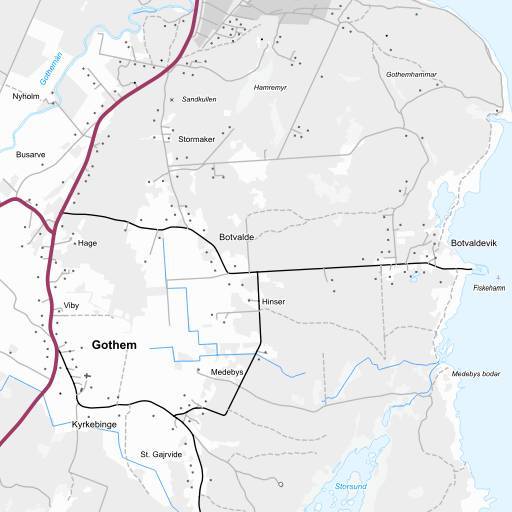 Gothemån
Gothemhammar
Hamremyr
Nyholm
Sandkullen
Stormaker
Busarve
Botvalde
Hage
Botvaldevik
Fiskehamn
Hinser
Viby
Gothem
Medebys
Medebys bodar
Kyrkebinge
St. Gajrvide
Storsund